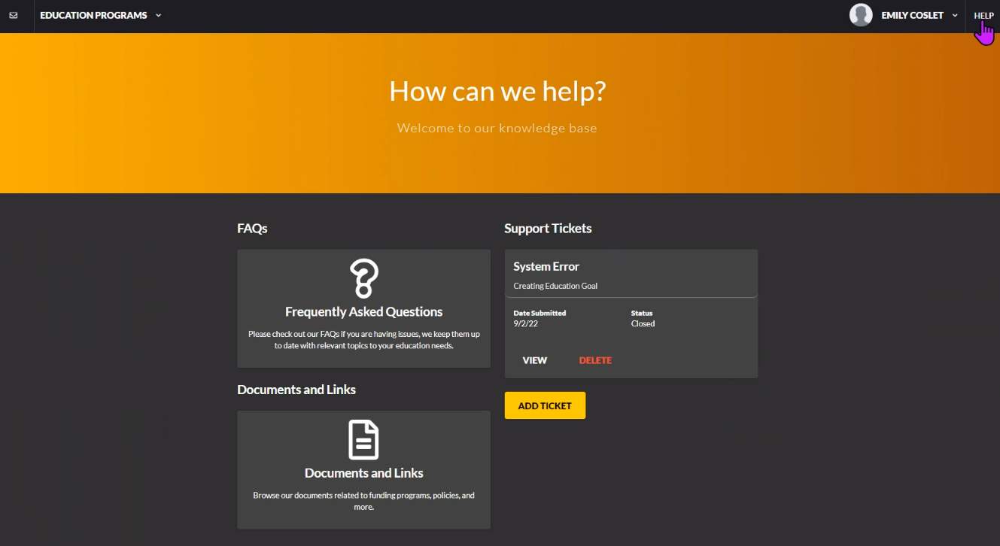 EDUCATION PROGRAMS
EMILY COSLET
HELP
How can we help?
Welcome to our knowledge base
FAQs
Frequently Asked Questions
Please check out our FAQs if you are having issues, we keep them up
to date with relevant topics to your education needs.
Documents and Links
Documents and Links
Browse our documents related to funding programs, policies, and
more.
Support Tickets
System Error
Creating Education Goal
Date Submitted
9/2/22
Status
Closed
VIEW
DELETE
ADD TICKET